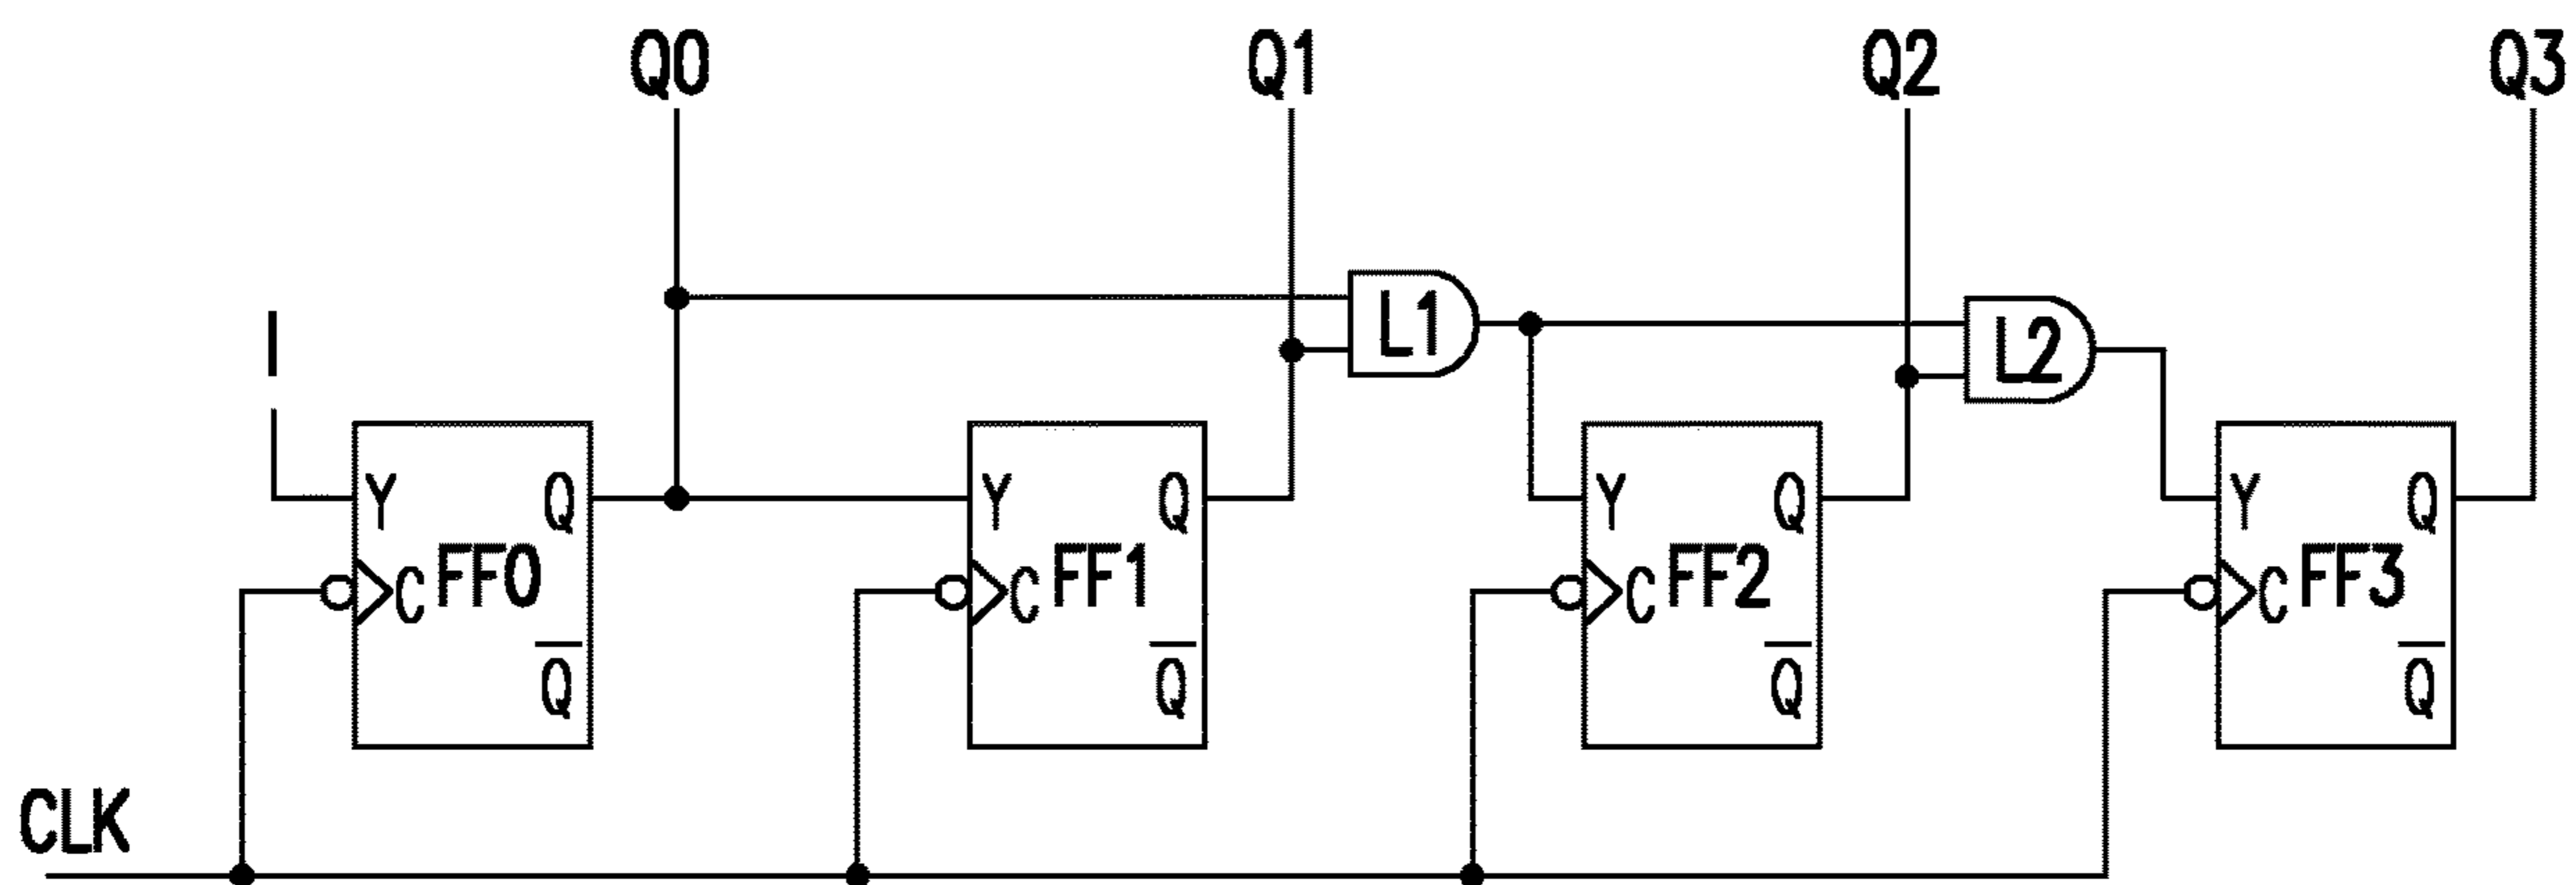 Q0 Q1 Q2 Q3
L1 L2
I
Y Q Y Q Y Q Y Q
C FF0 C FF1 C FF2 C FF3
Q̅ Q̅ Q̅ Q̅
CLK